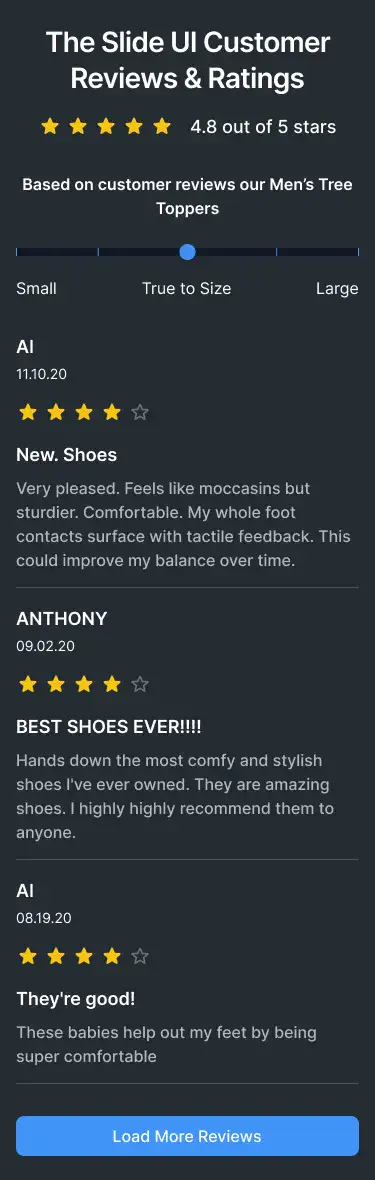 The Slide UI Customer
Reviews & Ratings
4.8 out of 5 stars
Based on customer reviews our Men’s Tree
Toppers
Small True to Size Large
Al
11.10.20
New. Shoes
Very pleased. Feels like moccasins but
sturdier. Comfortable. My whole foot
contacts surface with tactile feedback. This
could improve my balance over time.
ANTHONY
09.02.20
BEST SHOES EVER!!!!
Hands down the most comfy and stylish
shoes I've ever owned. They are amazing
shoes. I highly highly recommend them to
anyone.
Al
08.19.20
They're good!
These babies help out my feet by being
super comfortable
Load More Reviews